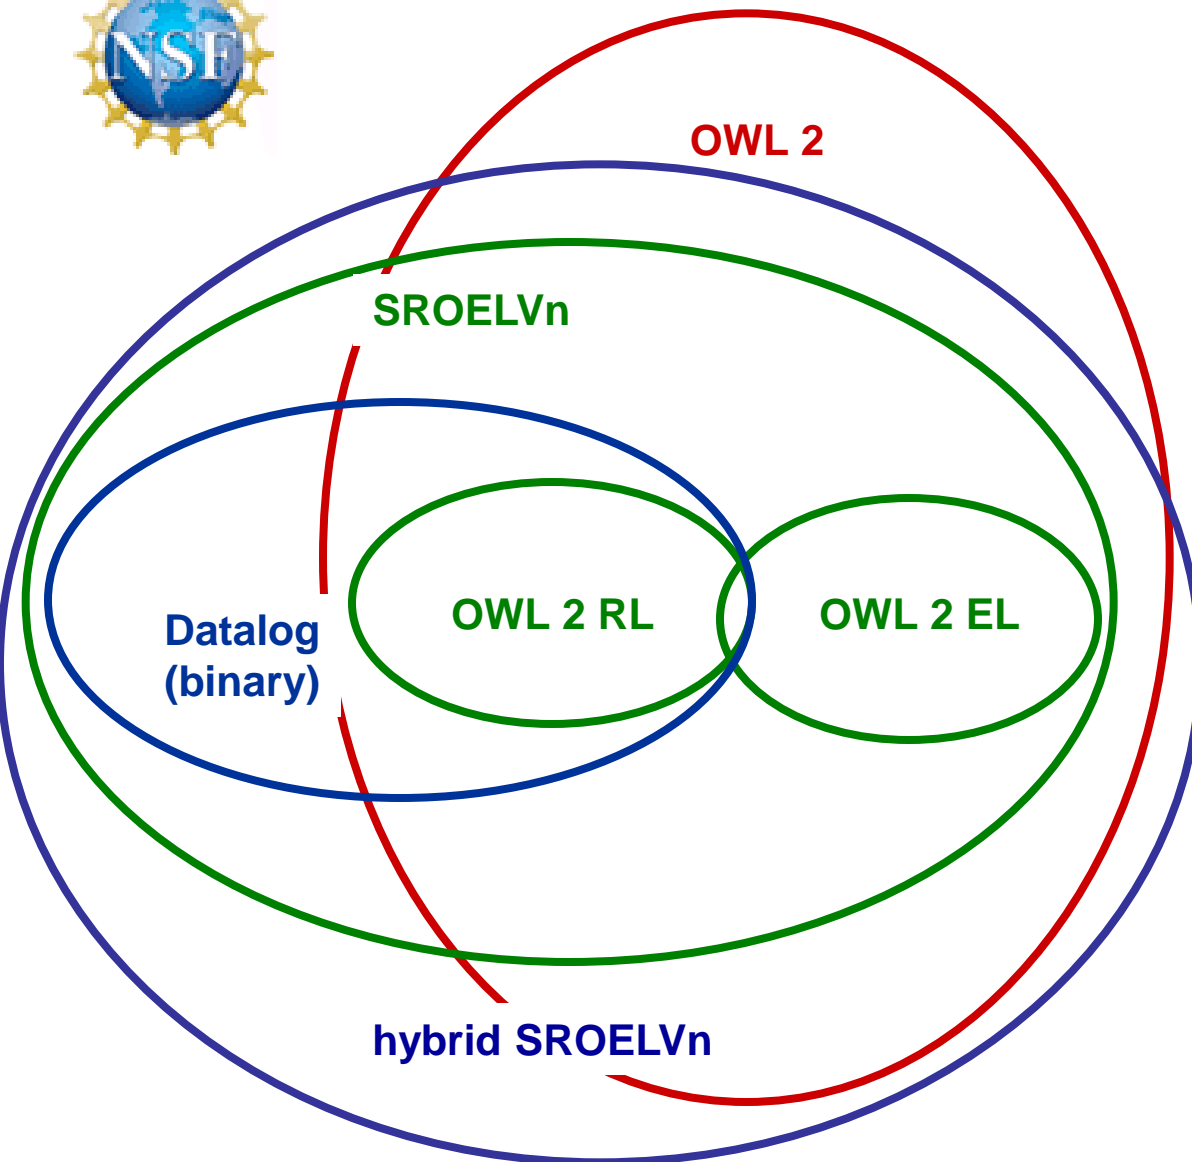 NSF
OWL 2
SROELVn
OWL 2 RL
OWL 2 EL
Datalog
(binary)
hybrid SROELVn